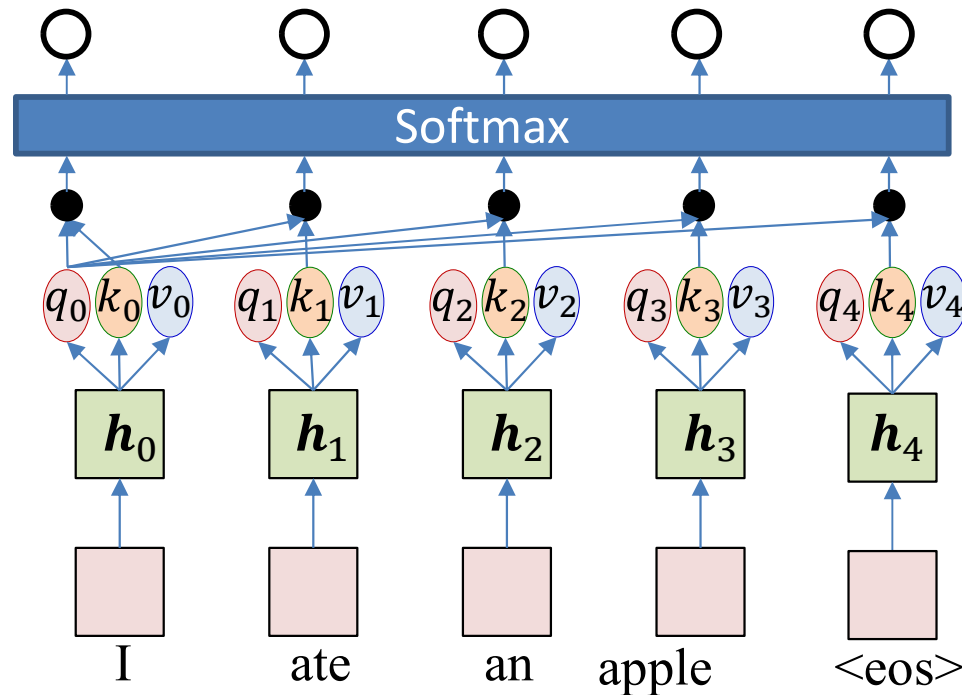 Softmax
q₀ k₀ v₀ q₁ k₁ v₁ q₂ k₂ v₂ q₃ k₃ v₃ q₄ k₄ v₄
h₀ h₁ h₂ h₃ h₄
I ate an apple <eos>